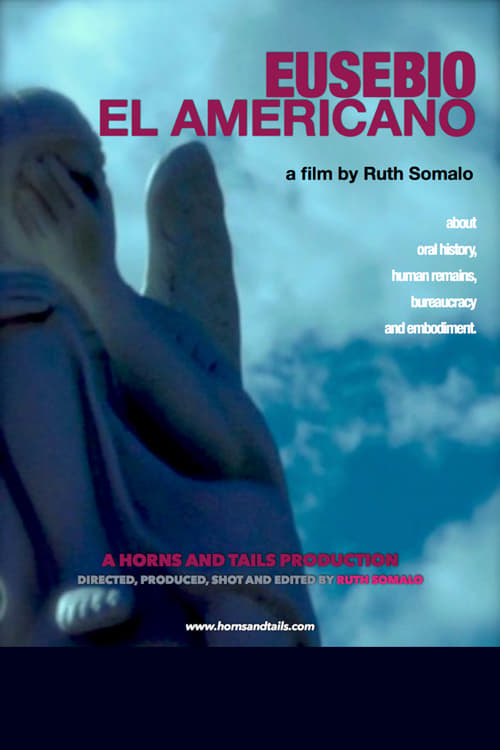 EUSEBIO
EL AMERICANO
a film by Ruth Somalo
about
oral history,
human remains,
bureaucracy
and embodiment.
A HORNS AND TAILS PRODUCTION
DIRECTED, PRODUCED, SHOT AND EDITED BY RUTH SOMALO
www.hornsandtails.com